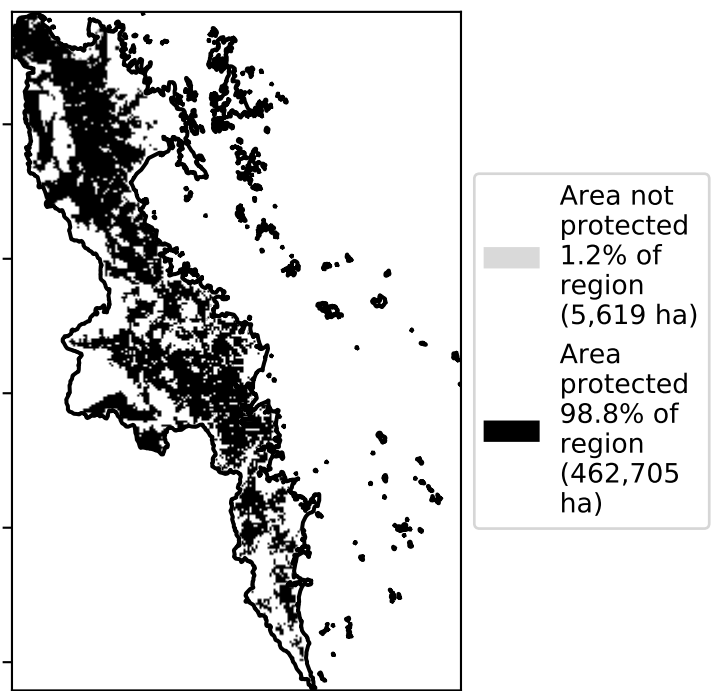 Area not
protected
1.2% of
region
(5,619 ha)
Area
protected
98.8% of
region
(462,705
ha)